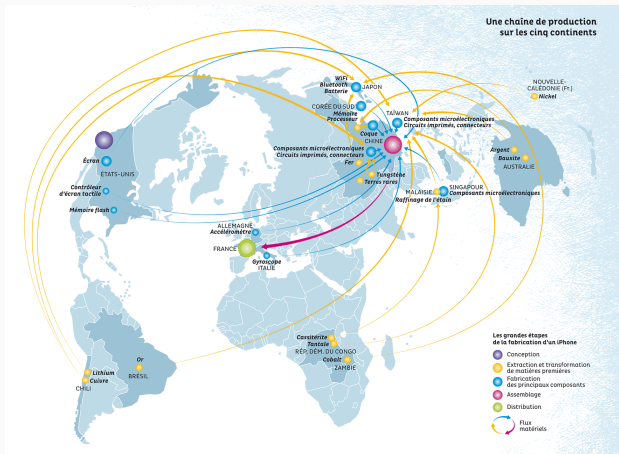 Une chaîne de production
sur les cinq continents
WiFi
Bluetooth
Batterie
JAPON
CORÉE DU SUD
Mémoire
Processeur
TAÏWAN
Composants microélectroniques
Circuits imprimés, connecteurs
Coque
CHINE
Composants microélectroniques
Circuits imprimés, connecteurs
Fer
Tungstène
Terres rares
NOUVELLE-
CALÉDONIE (Fr.)
Nickel
Argent
Bauxite
AUSTRALIE
MALAISIE
Raffinage de l'étain
SINGAPOUR
Composants microélectroniques
Écran
ÉTATS-UNIS
Contrôleur
d'écran tactile
Mémoire flash
ALLEMAGNE
Accéléromètre
FRANCE
Gyroscope
ITALIE
Cassitérite
Tantale
RÉP. DÉM. DU CONGO
Cobalt
ZAMBIE
Or
BRÉSIL
Lithium
Cuivre
CHILI
Les grandes étapes
de la fabrication d'un iPhone
Conception
Extraction et transformation
de matières premières
Fabrication
des principaux composants
Assemblage
Distribution
Flux
matériels